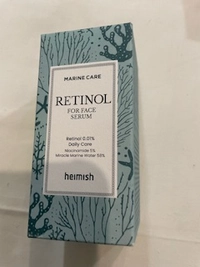 MARINE CARE
RETINOL
FOR FACE
SERUM
Retinol 0.01%
Daily Care
Niacinamide 5%
Miracle Marine Water 50%
heimish